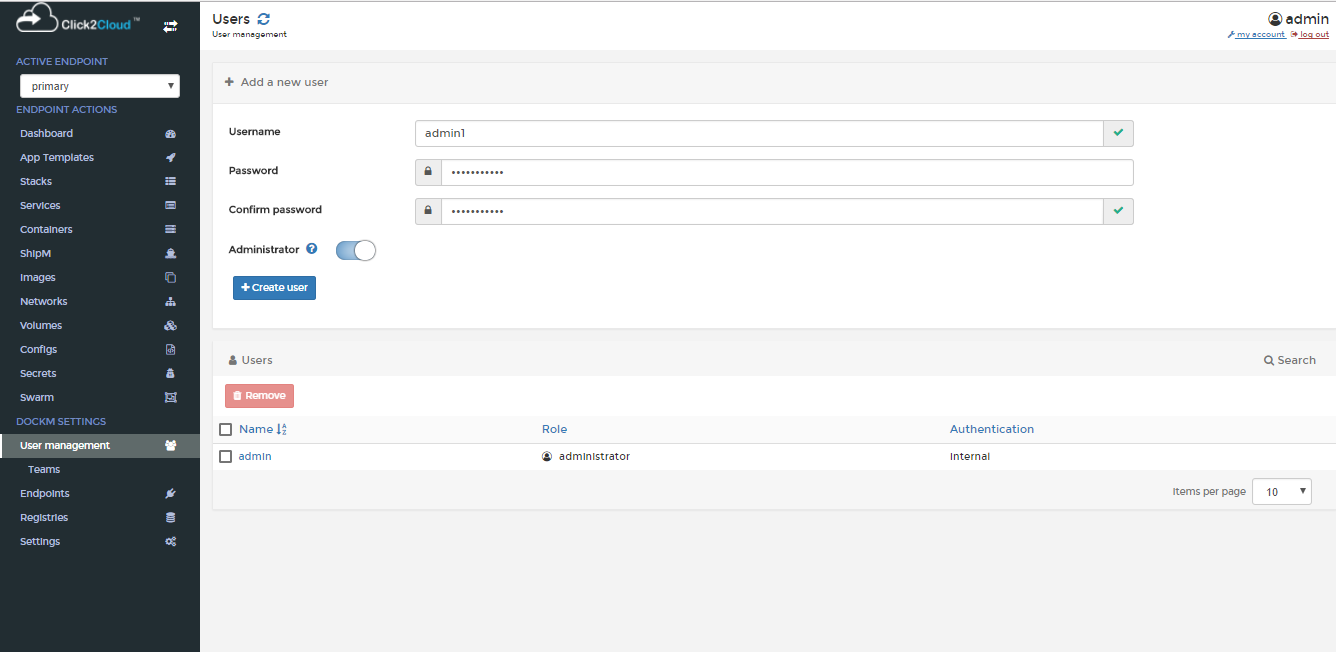 Click2Cloud™
ACTIVE ENDPOINT
primary
ENDPOINT ACTIONS
Dashboard
App Templates
Stacks
Services
Containers
ShipM
Images
Networks
Volumes
Configs
Secrets
Swarm
DOCKM SETTINGS
User management
Teams
Endpoints
Registries
Settings
Users
User management
admin
my account log out
Add a new user
Username admin1
Password •••••••••••
Confirm password •••••••••••
Administrator
Create user
Users Search
Remove
Name Role Authentication
admin administrator Internal
Items per page 10